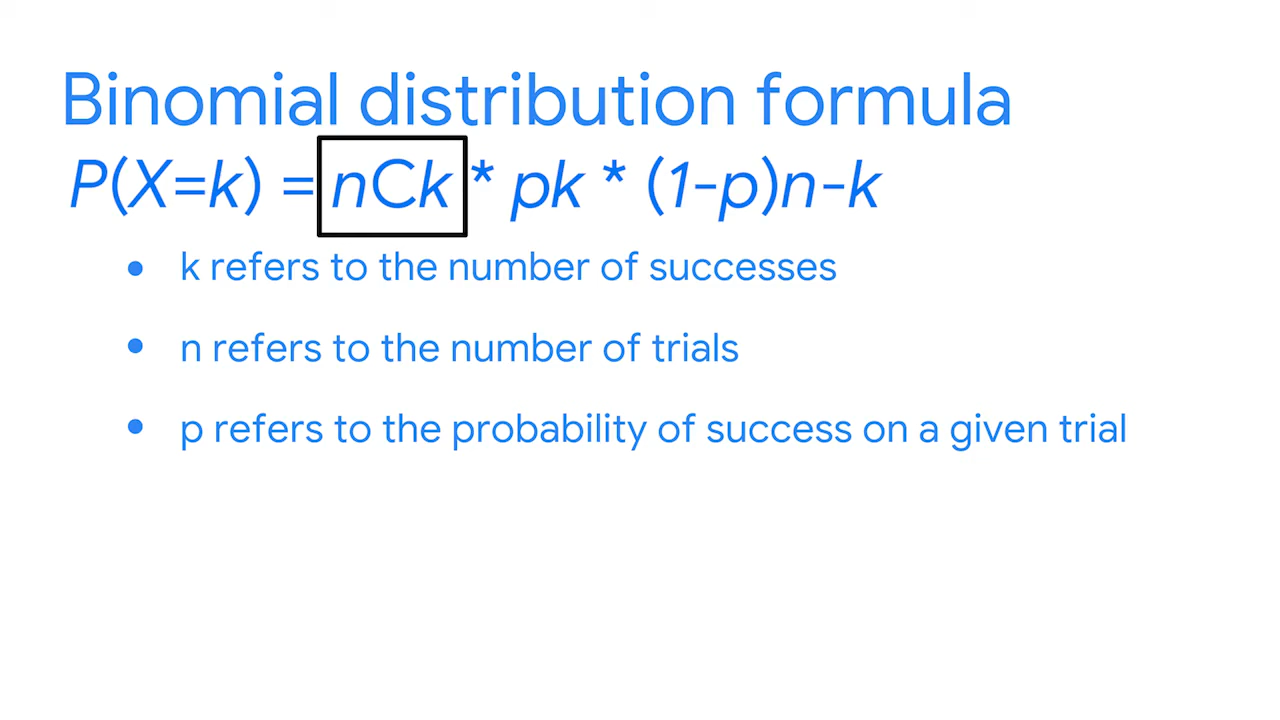 Binomial distribution formula
P(X=k) = nCk * pk * (1-p)n-k
• k refers to the number of successes
• n refers to the number of trials
• p refers to the probability of success on a given trial